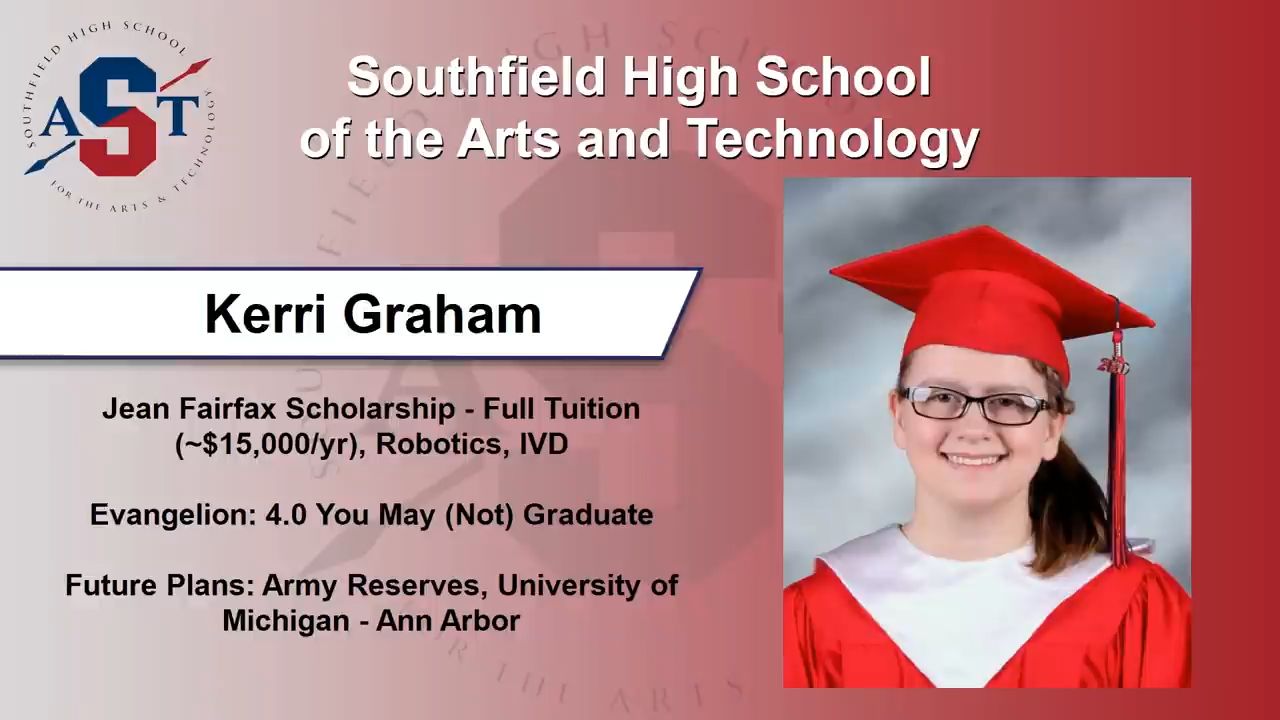 SOUTHFIELD HIGH SCHOOL
AST
FOR THE ARTS & TECHNOLOGY
Southfield High School
of the Arts and Technology
Kerri Graham
Jean Fairfax Scholarship - Full Tuition
(~$15,000/yr), Robotics, IVD
Evangelion: 4.0 You May (Not) Graduate
Future Plans: Army Reserves, University of
Michigan - Ann Arbor